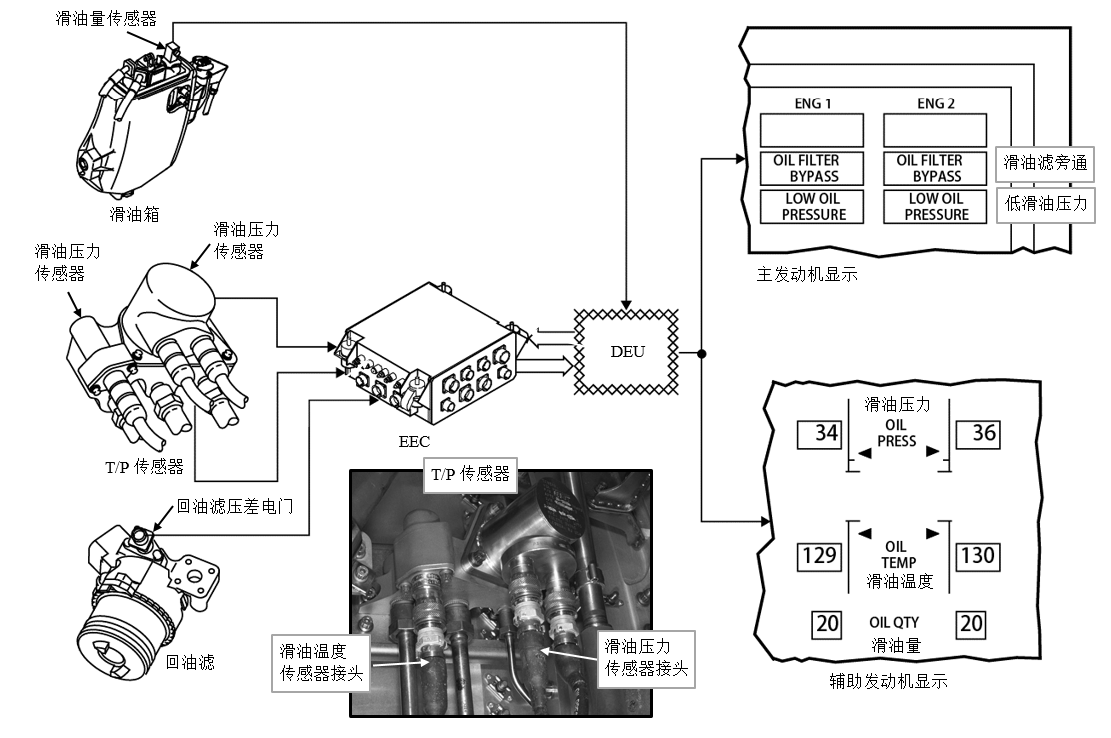 滑油量传感器
滑油箱
滑油压力
传感器
滑油压力
传感器
T/P 传感器
回油滤压差电门
回油滤
EEC
DEU
T/P 传感器
滑油温度
传感器接头
滑油压力
传感器接头
ENG 1
ENG 2
OIL FILTER
BYPASS
OIL FILTER
BYPASS
滑油滤旁通
LOW OIL
PRESSURE
LOW OIL
PRESSURE
低滑油压力
主发动机显示
滑油压力
34
OIL
PRESS
36
129
OIL
TEMP
130
滑油温度
20
OIL QTY
20
滑油量
辅助发动机显示